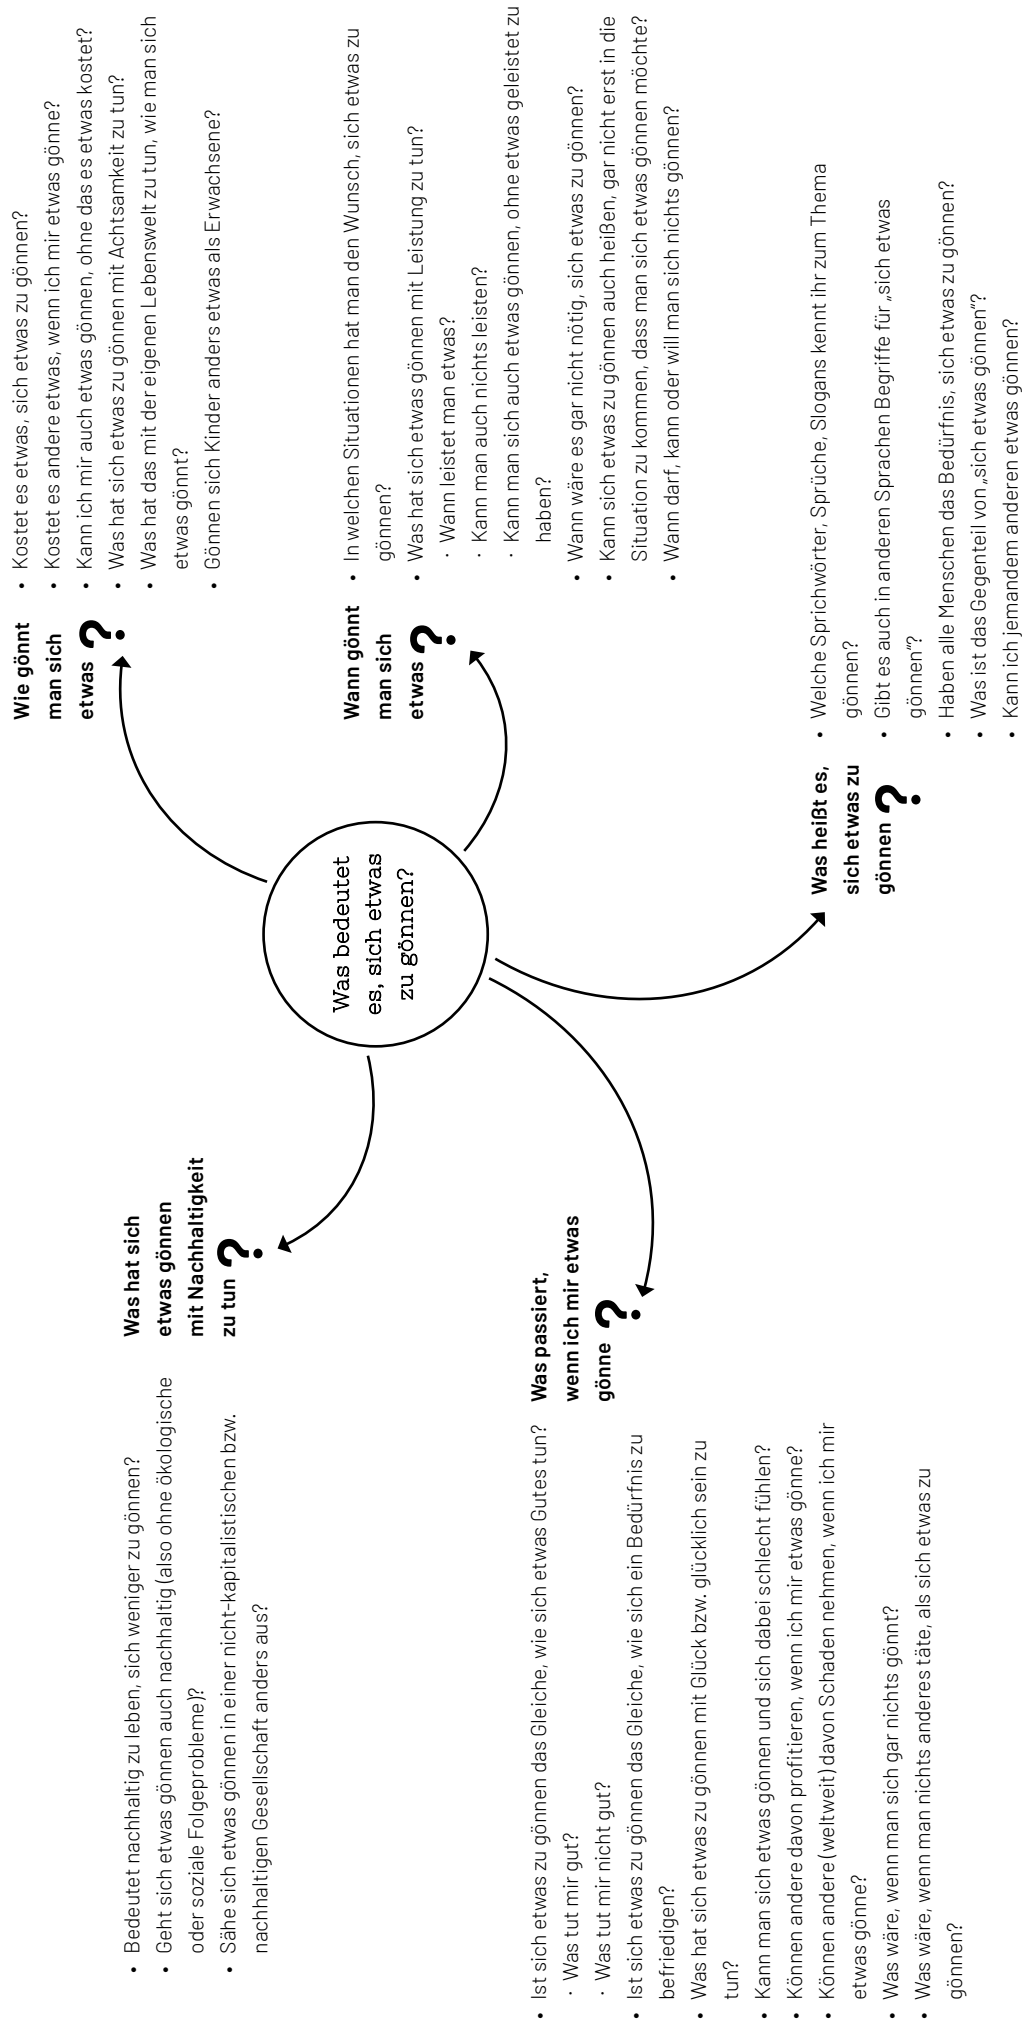 Was bedeutet
es, sich etwas
zu gönnen?
Wie gönnt
man sich
etwas ?
• Kostet es etwas, sich etwas zu gönnen?
• Kostet es andere etwas, wenn ich mir etwas gönne?
• Kann ich mir auch etwas gönnen, ohne das es etwas kostet?
• Was hat sich etwas zu gönnen mit Achtsamkeit zu tun?
• Was hat das mit der eigenen Lebenswelt zu tun, wie man sich
etwas gönnt?
• Gönnen sich Kinder anders etwas als Erwachsene?
Wann gönnt
man sich
etwas ?
• In welchen Situationen hat man den Wunsch, sich etwas zu
gönnen?
• Was hat sich etwas gönnen mit Leistung zu tun?
· Wann leistet man etwas?
· Kann man auch nichts leisten?
· Kann man sich auch etwas gönnen, ohne etwas geleistet zu
haben?
• Wann wäre es gar nicht nötig, sich etwas zu gönnen?
• Kann sich etwas zu gönnen auch heißen, gar nicht erst in die
Situation zu kommen, dass man sich etwas gönnen möchte?
• Wann darf, kann oder will man sich nichts gönnen?
Was heißt es,
sich etwas zu
gönnen ?
• Welche Sprichwörter, Sprüche, Slogans kennt ihr zum Thema
gönnen?
• Gibt es auch in anderen Sprachen Begriffe für „sich etwas
gönnen“?
• Haben alle Menschen das Bedürfnis, sich etwas zu gönnen?
• Was ist das Gegenteil von „sich etwas gönnen“?
• Kann ich jemandem anderen etwas gönnen?
Was hat sich
etwas gönnen
mit Nachhaltigkeit
zu tun ?
• Bedeutet nachhaltig zu leben, sich weniger zu gönnen?
• Geht sich etwas gönnen auch nachhaltig (also ohne ökologische
oder soziale Folgeprobleme)?
• Sähe sich etwas gönnen in einer nicht-kapitalistischen bzw.
nachhaltigen Gesellschaft anders aus?
Was passiert,
wenn ich mir etwas
gönne ?
• Ist sich etwas zu gönnen das Gleiche, wie sich etwas Gutes tun?
· Was tut mir gut?
· Was tut mir nicht gut?
• Ist sich etwas zu gönnen das Gleiche, wie sich ein Bedürfnis zu
befriedigen?
• Was hat sich etwas zu gönnen mit Glück bzw. glücklich sein zu
tun?
• Kann man sich etwas gönnen und sich dabei schlecht fühlen?
• Können andere davon profitieren, wenn ich mir etwas gönne?
• Können andere (weltweit) davon Schaden nehmen, wenn ich mir
etwas gönne?
• Was wäre, wenn man sich gar nichts gönnt?
• Was wäre, wenn man nichts anderes täte, als sich etwas zu
gönnen?